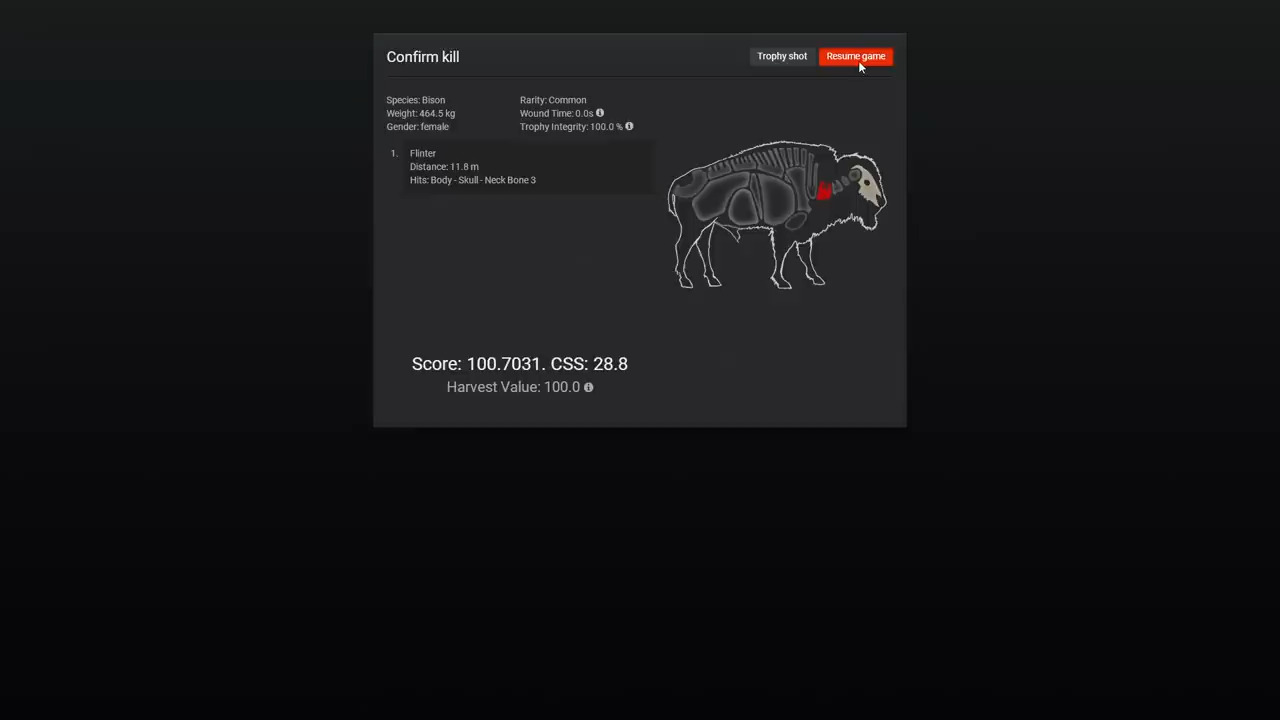 Confirm kill
Trophy shot
Resume game
Species: Bison
Rarity: Common
Weight: 464.5 kg
Wound Time: 0.0s
Gender: female
Trophy Integrity: 100.0 %
1. Flinter
Distance: 11.8 m
Hits: Body - Skull - Neck Bone 3
Score: 100.7031. CSS: 28.8
Harvest Value: 100.0